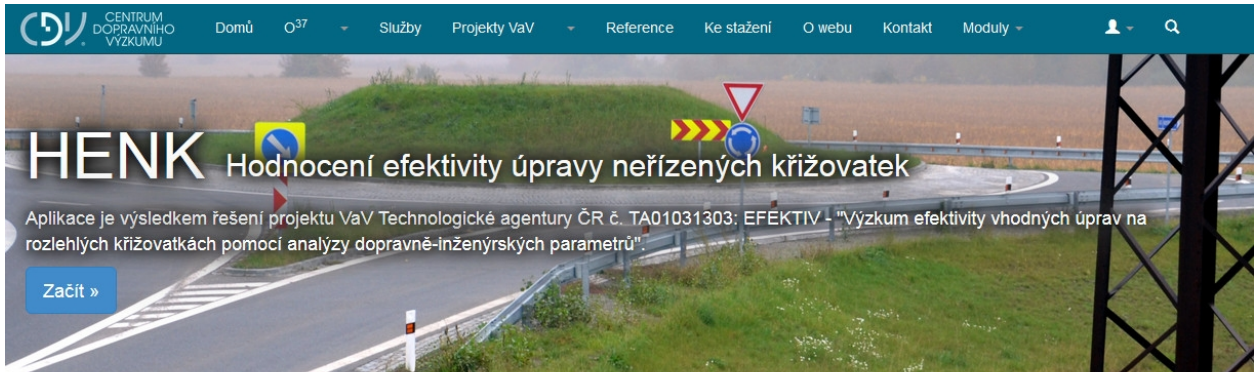 CENTRUM
DOPRAVNÍHO
VÝZKUMU
Domů O37 Služby Projekty VaV Reference Ke stažení O webu Kontakt Moduly
HENK Hodnocení efektivity úpravy neřízených křižovatek
Aplikace je výsledkem řešení projektu VaV Technologické agentury ČR č. TA01031303: EFEKTIV - "Výzkum efektivity vhodných úprav na
rozlehlých křižovatkách pomocí analýzy dopravně-inženýrských parametrů".
Začít »